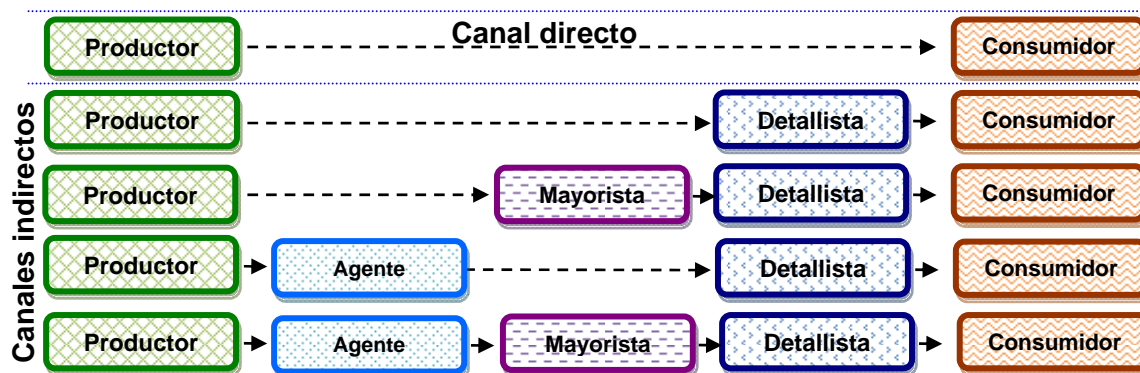 Canal directo
Productor Consumidor
Canales indirectos
Productor Detallista Consumidor
Productor Mayorista Detallista Consumidor
Productor Agente Detallista Consumidor
Productor Agente Mayorista Detallista Consumidor